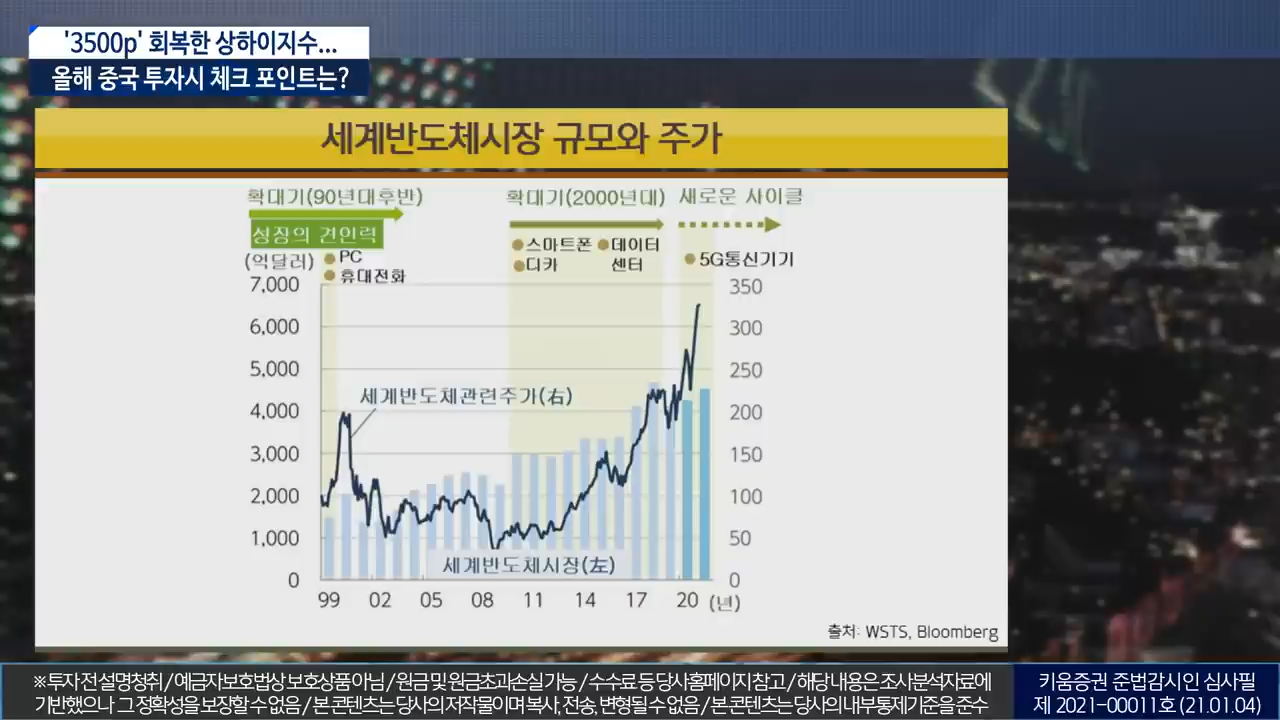 '3500p' 회복한 상하이지수...
올해 중국 투자시 체크 포인트는?
세계반도체시장 규모와 주가
확대기(90년대후반)
확대기(2000년대)
새로운 사이클
성장의 견인력
스마트폰
데이터
디카
센터
5G통신기기
(억달러)
PC
휴대전화
7,000
350
6,000
300
5,000
250
세계반도체관련주가(右)
4,000
200
3,000
150
2,000
100
1,000
50
세계반도체시장(左)
0
0
99 02 05 08 11 14 17 20 (년)
출처: WSTS, Bloomberg
※ 투자 전 설명청취 / 예금자보호법상 보호상품 아님 / 원금 및 원금초과손실 가능 / 수수료 등 당사홈페이지 참고 / 해당 내용은 조사분석자료에
기반했으나 그 정확성을 보장할 수 없음 / 본 콘텐츠는 당사의 저작물이며 복사, 전송, 변형될 수 없음 / 본 콘텐츠는 당사의 내부통제기준을 준수
키움증권 준법감시인 심사필
제 2021-00011호 (21.01.04)